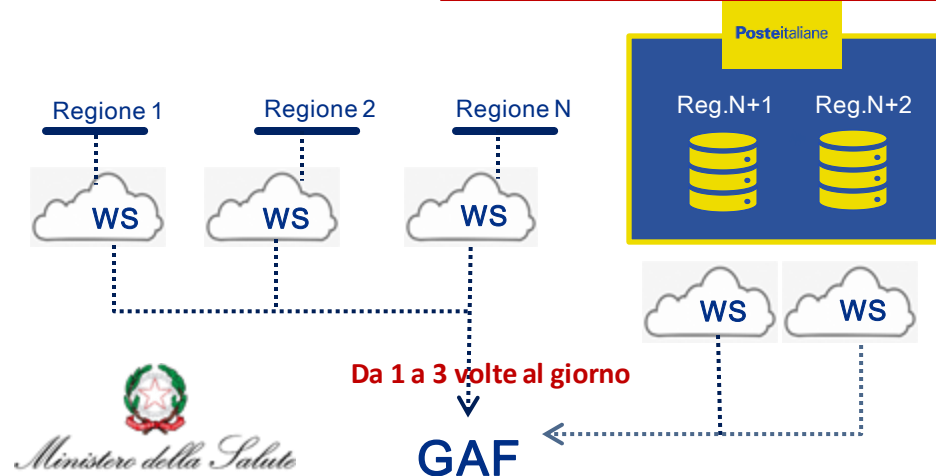 Posteitaliane
Regione 1
Regione 2
Regione N
Reg.N+1
Reg.N+2
WS
WS
WS
WS
WS
Da 1 a 3 volte al giorno
Ministero della Salute
GAF